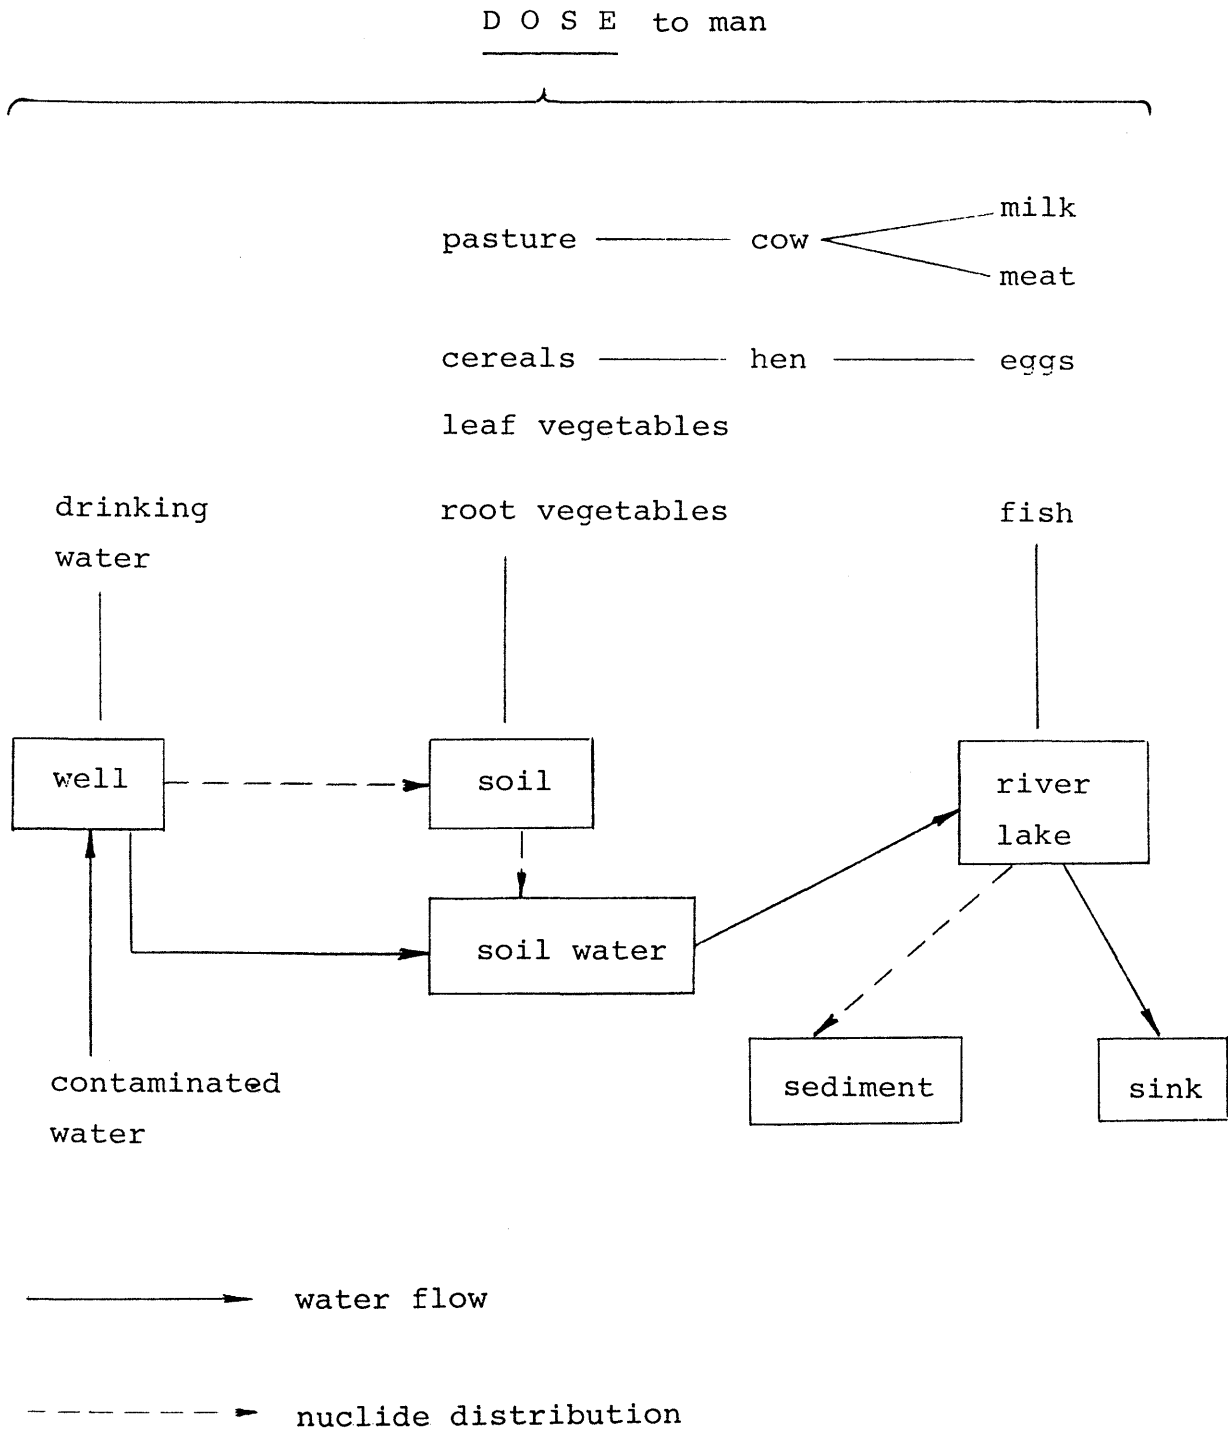 D O S E to man
milk
pasture cow
meat
cereals hen eggs
leaf vegetables
drinking
water
root vegetables
fish
well
soil
river
lake
soil water
contaminated
water
sediment
sink
water flow
nuclide distribution